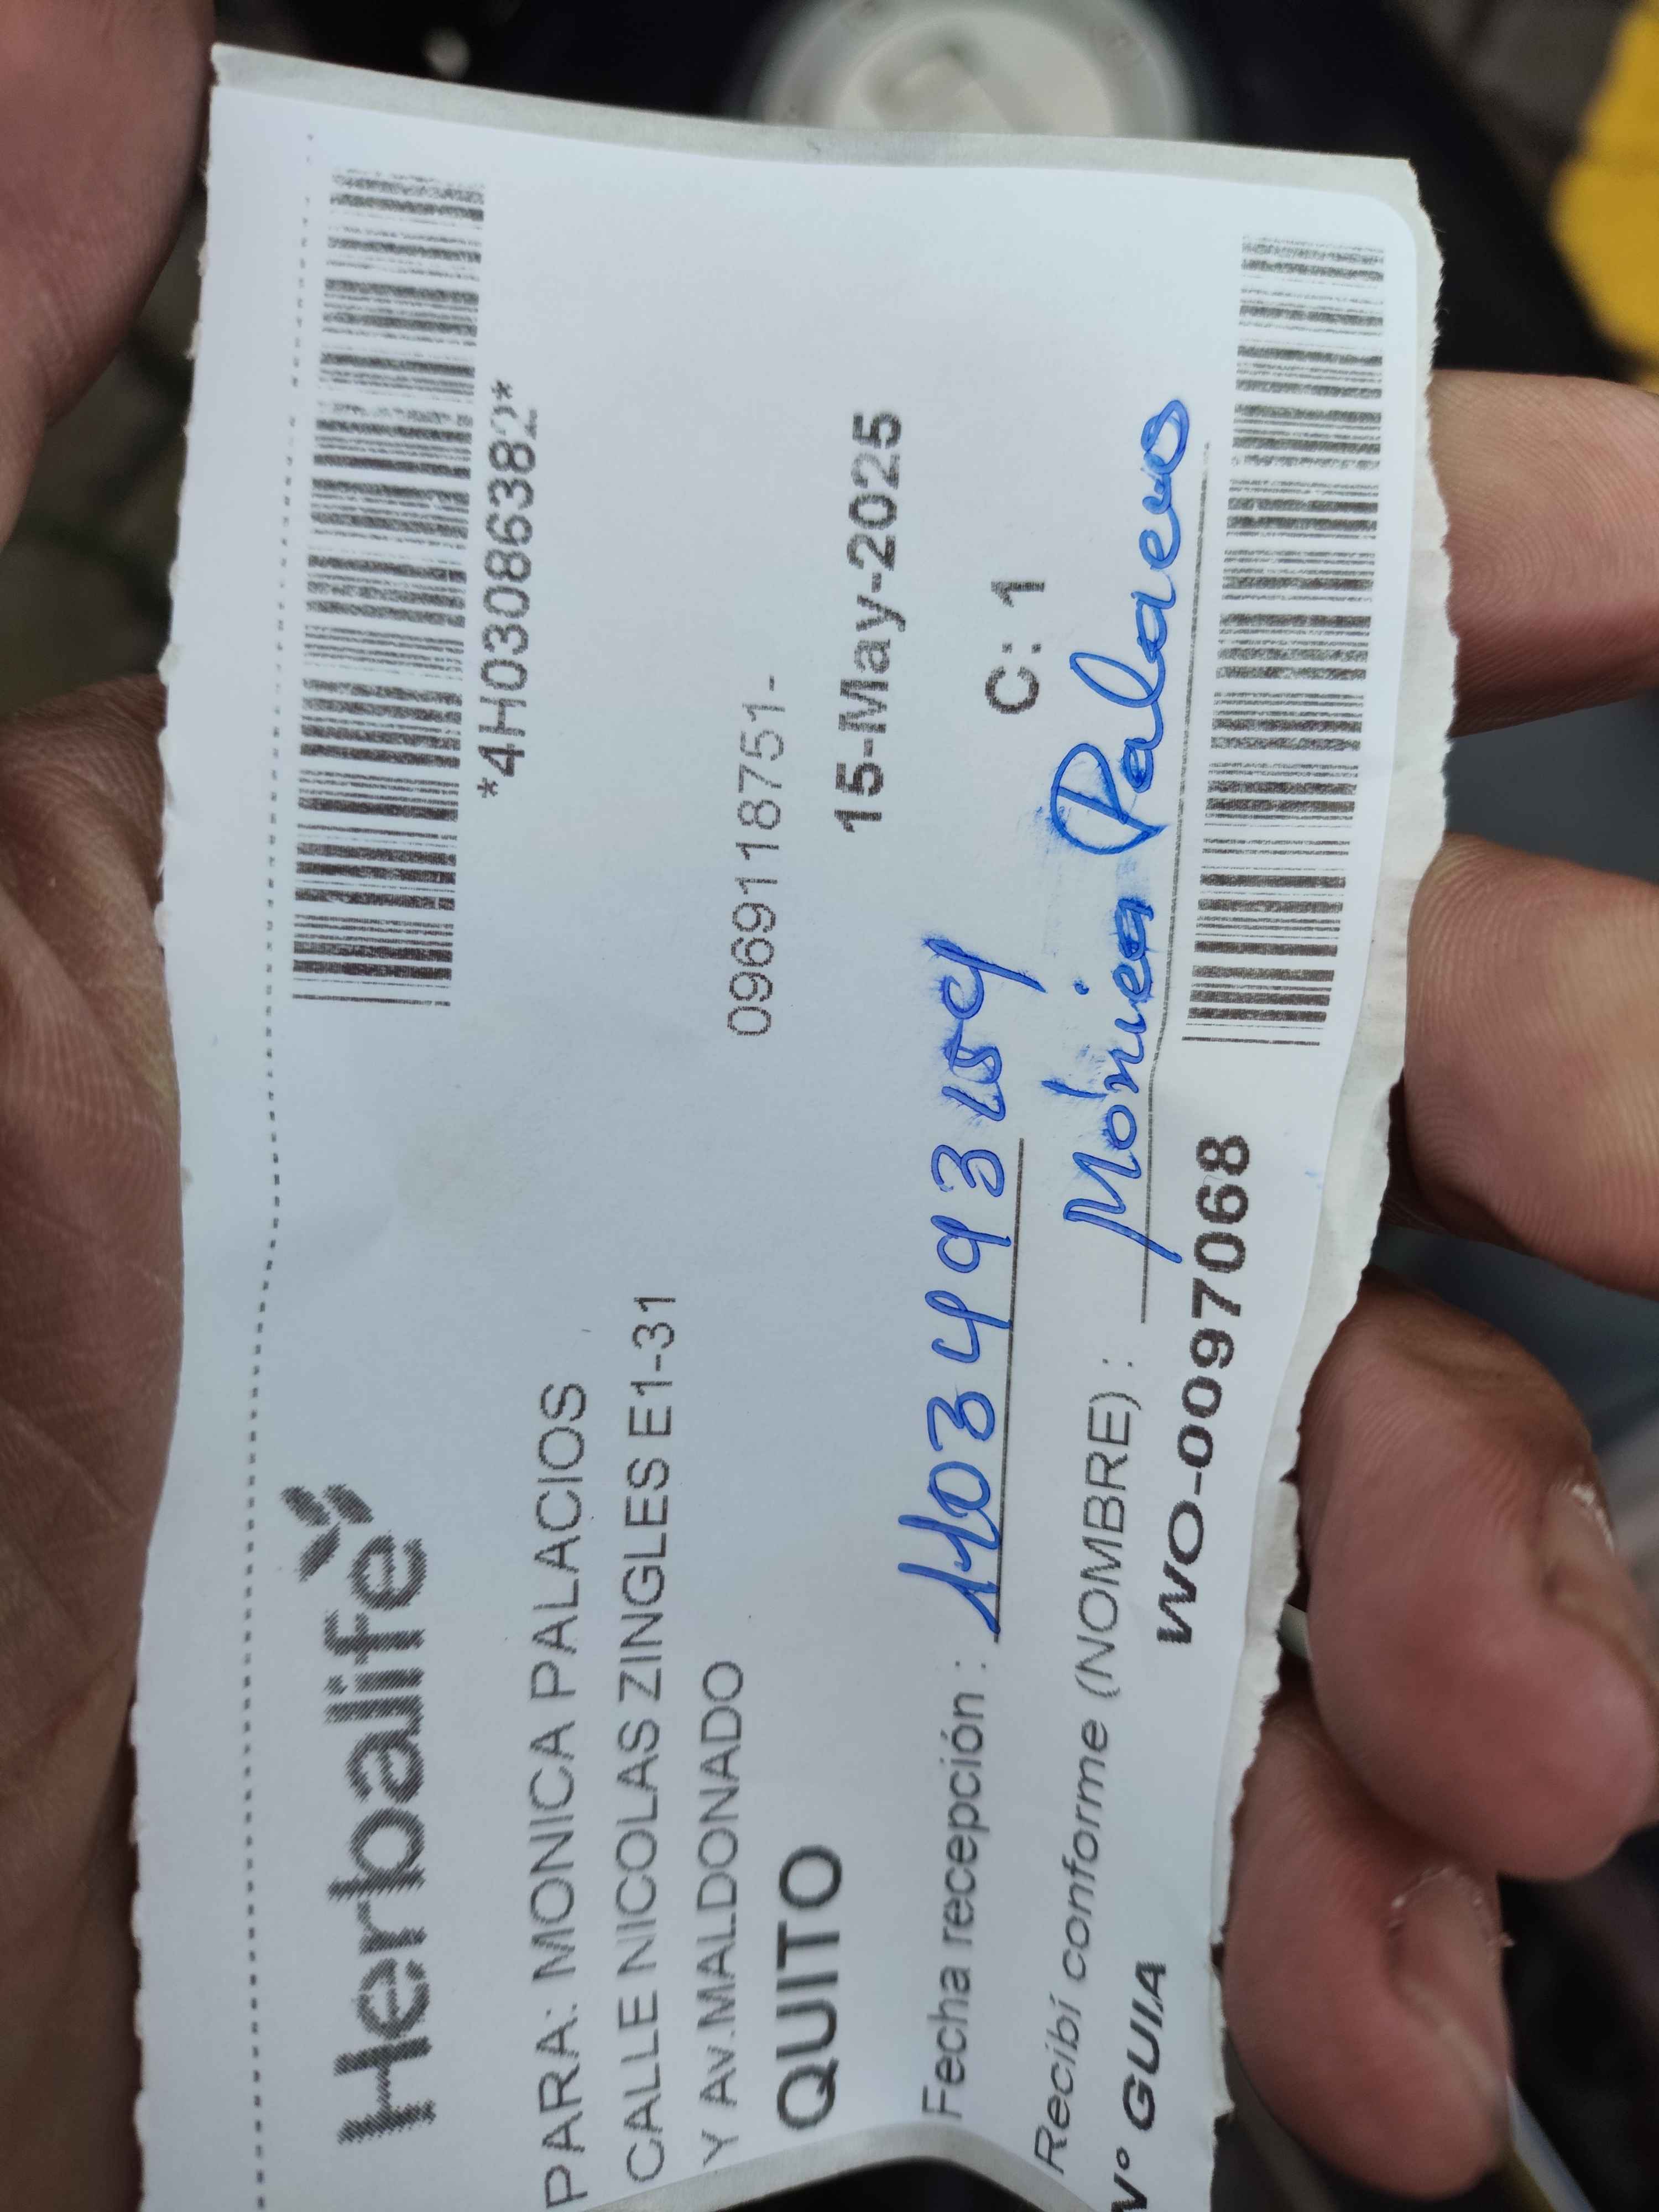 Herbalife
*4H03086382*
PARA: MONICA PALACIOS
CALLE NICOLAS ZINGLES E1-31
Y AV.MALDONADO
0969118751-
QUITO
15-May-2025
C: 1
Fecha recepción : 11034493159
Recibí conforme (NOMBRE) : Mónica Palacios
N° GUIA WO-0097068